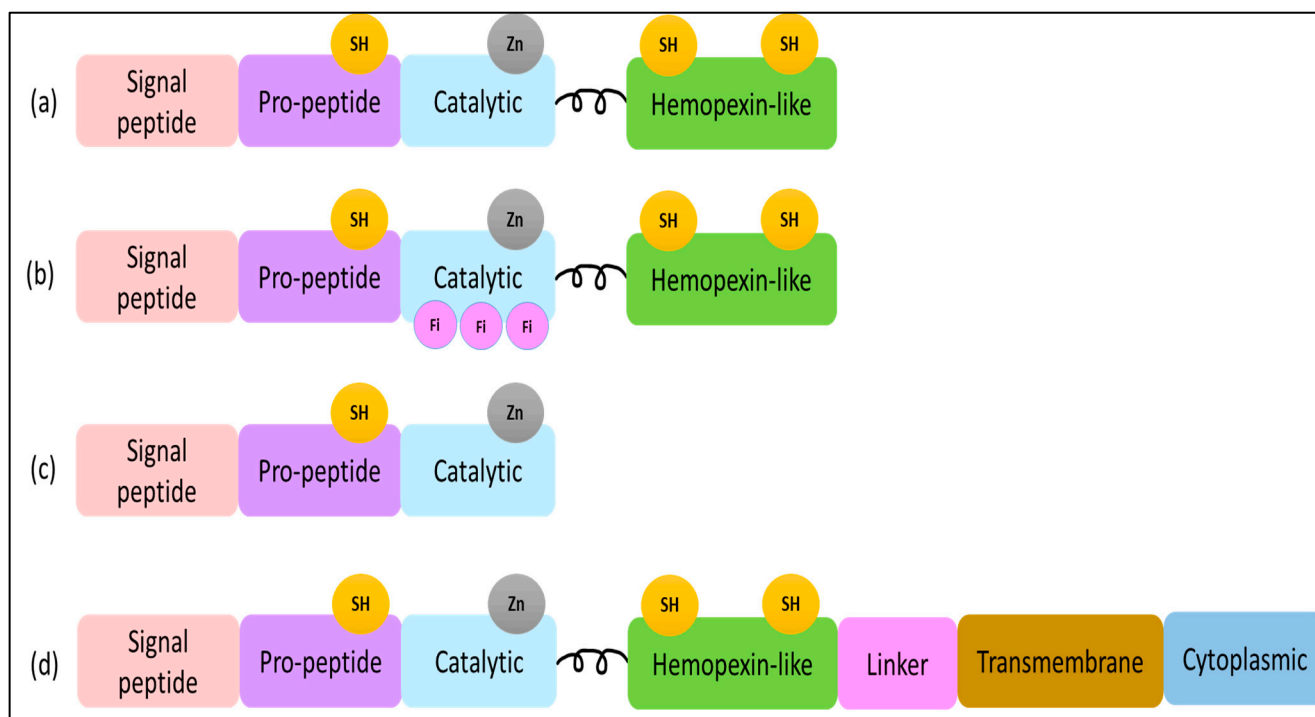 SH Zn SH SH
(a) Signal peptide Pro-peptide Catalytic Hemopexin-like
SH Zn SH SH
(b) Signal peptide Pro-peptide Catalytic Hemopexin-like
Fi Fi Fi
SH Zn
(c) Signal peptide Pro-peptide Catalytic
SH Zn SH SH
(d) Signal peptide Pro-peptide Catalytic Hemopexin-like Linker Transmembrane Cytoplasmic